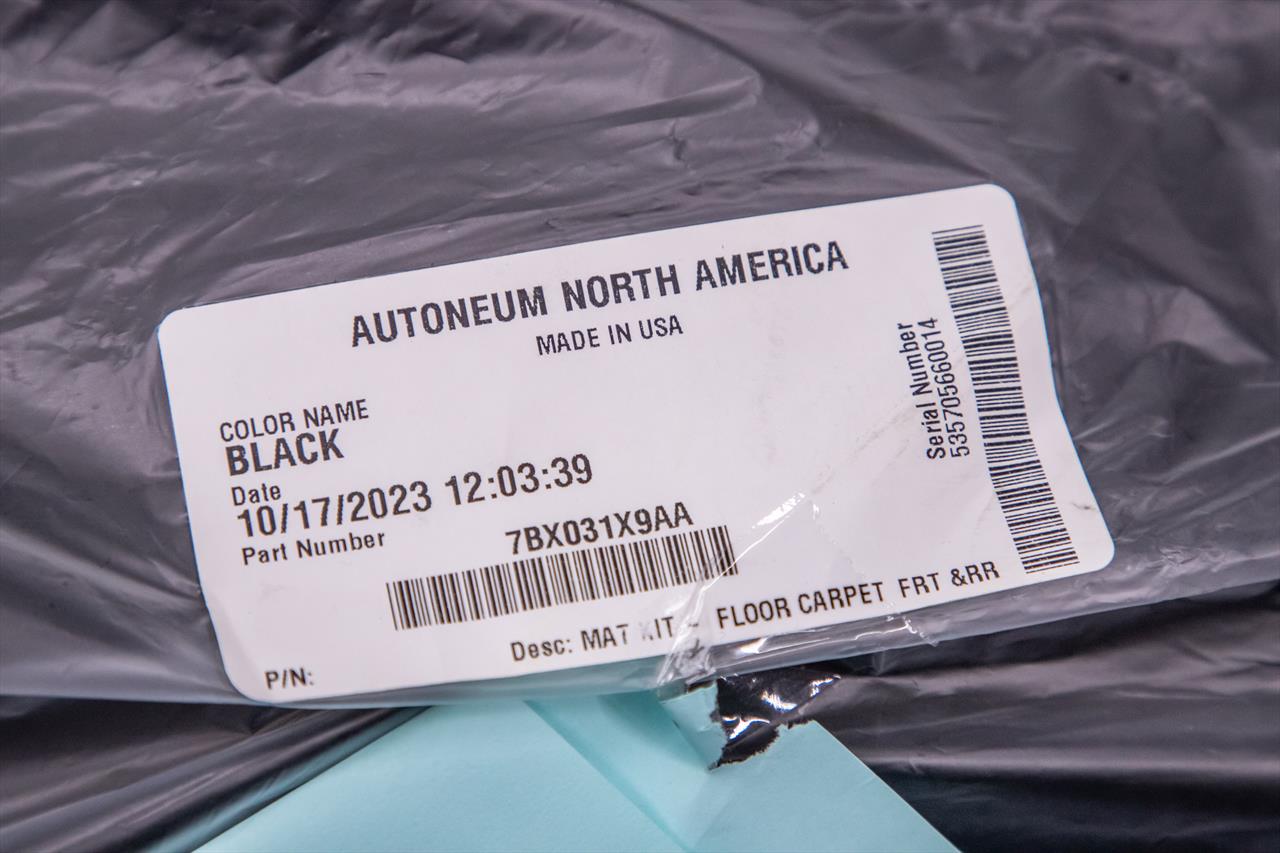 AUTONEUM NORTH AMERICA
MADE IN USA
COLOR NAME
BLACK
Date
10/17/2023 12:03:39
Part Number
7BX031X9AA
Desc: MAT KIT - FLOOR CARPET FRT &RR
P/N:
Serial Number
535705660014